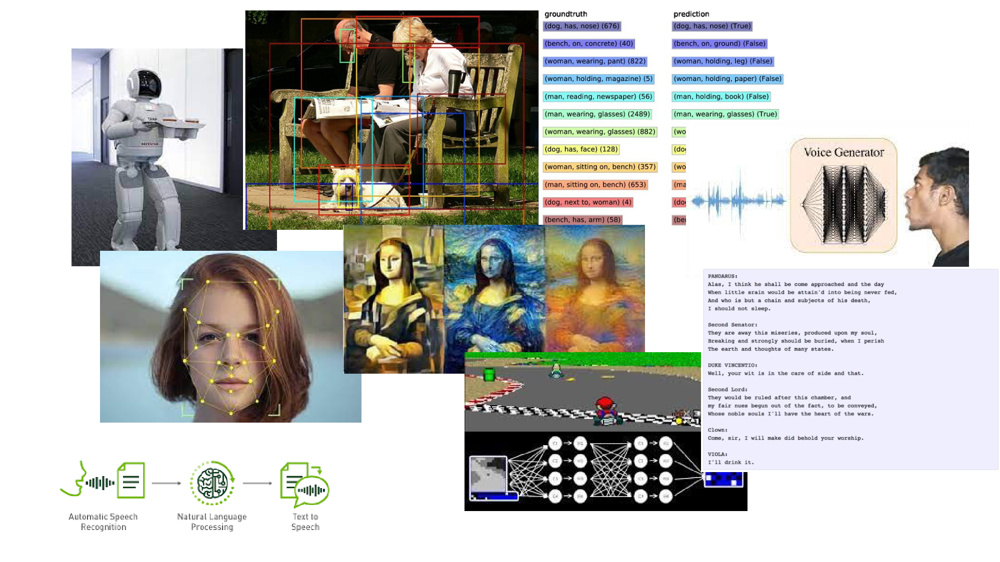 groundtruth
(dog, has, nose) (676)
(bench, on, concrete) (40)
(woman, wearing, pant) (822)
(woman, holding, magazine) (5)
(man, reading, newspaper) (56)
(man, wearing, glasses) (2489)
(woman, wearing, glasses) (882)
(dog, has, face) (128)
(woman, sitting on, bench) (357)
(man, sitting on, bench) (653)
(dog, next to, woman) (4)
(bench, has, arm) (58)
prediction
(dog, has, nose) (True)
(bench, on, ground) (False)
(woman, holding, leg) (False)
(woman, holding, paper) (False)
(man, holding, book) (False)
(man, wearing, glasses) (True)
Voice Generator
PANDARUS:
Alas, I think he shall be come approached and the day
When little srain would be attain'd into being never fed,
And who is but a chain and subjects of his death,
I should not sleep.
Second Senator:
They are away this miseries, produced upon my soul,
Breaking and strongly should be buried, when I perish
The earth and thoughts of many states.
DUKE VINCENTIO:
Well, your wit is in the care of side and that.
Second Lord:
They would be ruled after this chamber, and
my fair nues begun out of the fact, to be conveyed,
Whose noble souls I'll have the heart of the wars.
Clown:
Come, sir, I will make did behold your worship.
VIOLA:
I'll drink it.
Automatic Speech
Recognition
Natural Language
Processing
Text to
Speech